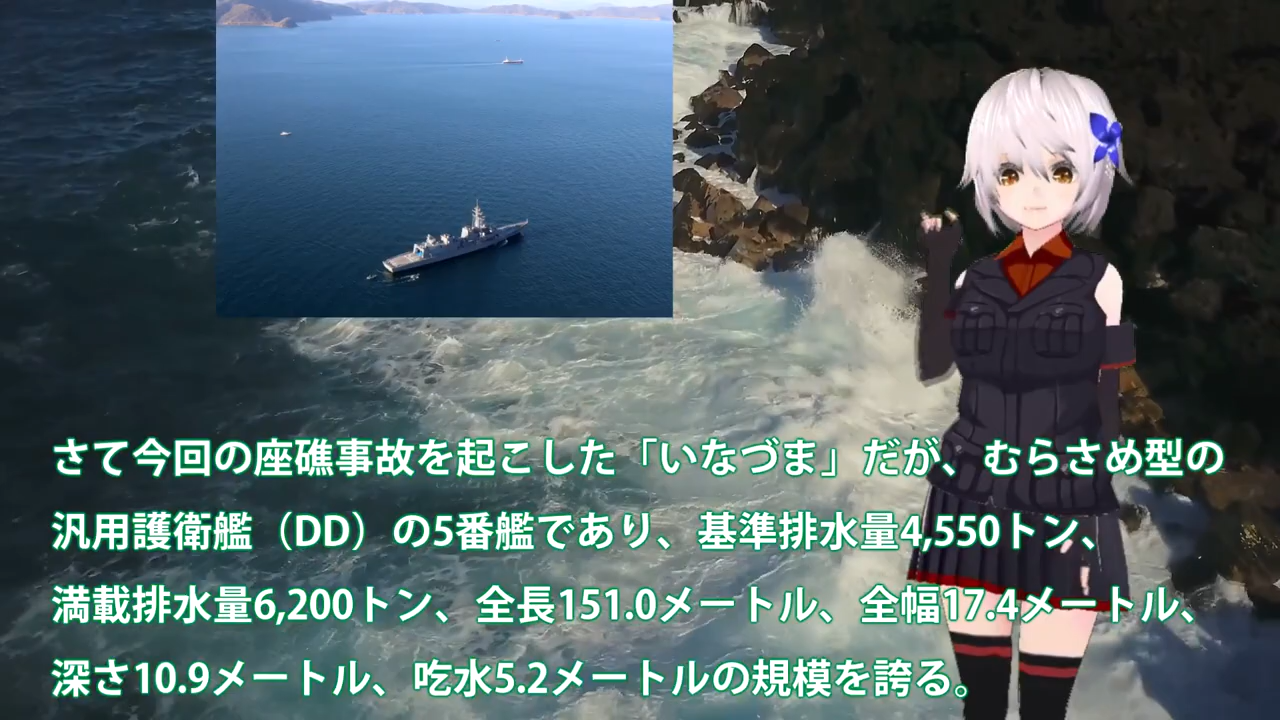 さて今回の座礁事故を起こした「いなづま」だが、むらさめ型の
汎用護衛艦（DD）の5番艦であり、基準排水量4,550トン、
満載排水量6,200トン、全長151.0メートル、全幅17.4メートル、
深さ10.9メートル、吃水5.2メートルの規模を誇る。